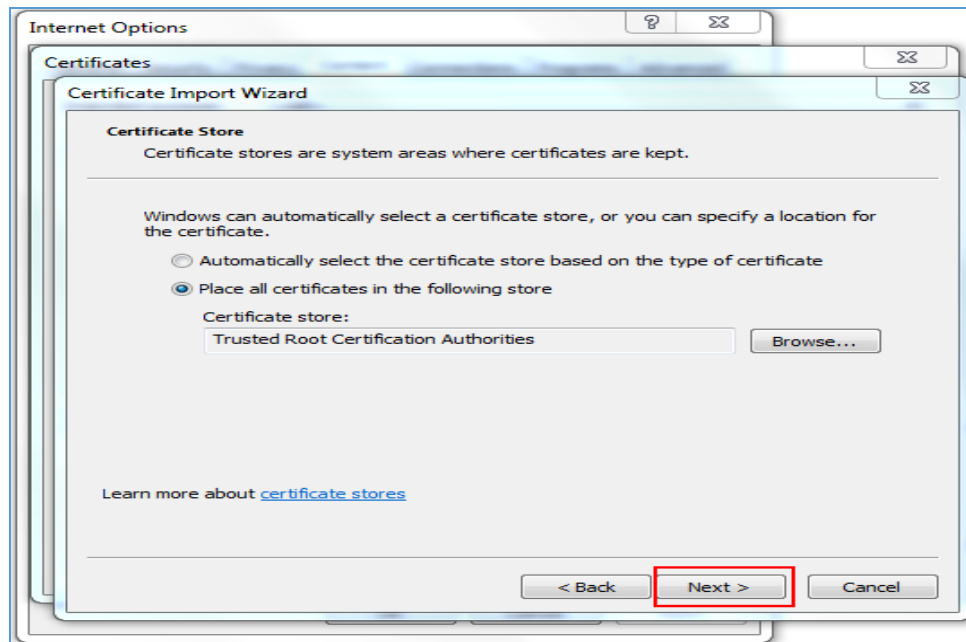 Internet Options
Certificates
Certificate Import Wizard
Certificate Store
Certificate stores are system areas where certificates are kept.
Windows can automatically select a certificate store, or you can specify a location for
the certificate.
Automatically select the certificate store based on the type of certificate
Place all certificates in the following store
Certificate store:
Trusted Root Certification Authorities
Browse...
Learn more about certificate stores
< Back
Next >
Cancel